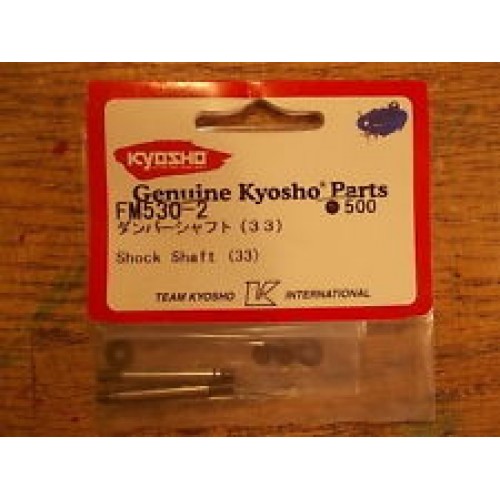 KYOSHO
Genuine Kyosho® Parts
FM530-2 ●500
ダンパーシャフト (33)
Shock Shaft (33)
TEAM KYOSHO K INTERNATIONAL